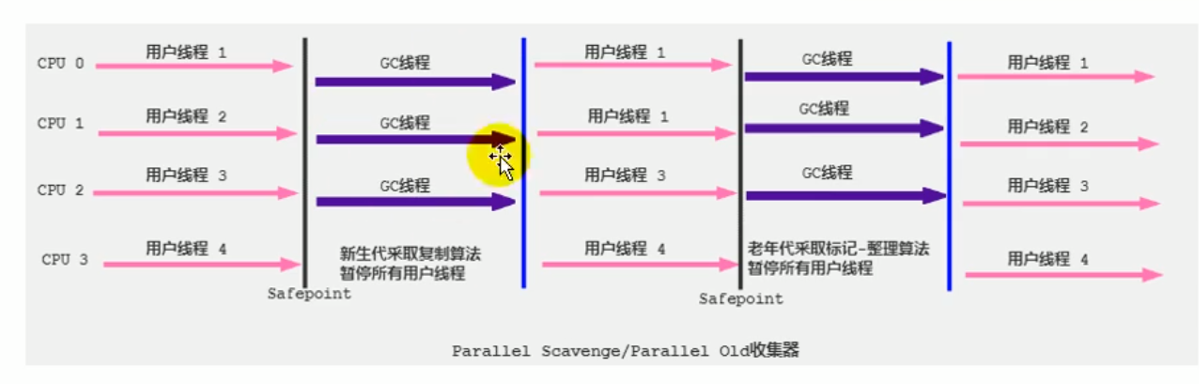 用户线程 1
GC线程
用户线程 1
GC线程
用户线程 1
CPU 0
用户线程 2
GC线程
用户线程 1
GC线程
用户线程 2
CPU 1
用户线程 3
GC线程
用户线程 3
GC线程
用户线程 3
CPU 2
用户线程 4
新生代采取复制算法
暂停所有用户线程
用户线程 4
老年代采取标记-整理算法
暂停所有用户线程
用户线程 4
CPU 3
Safepoint
Safepoint
Parallel Scavenge/Parallel Old收集器